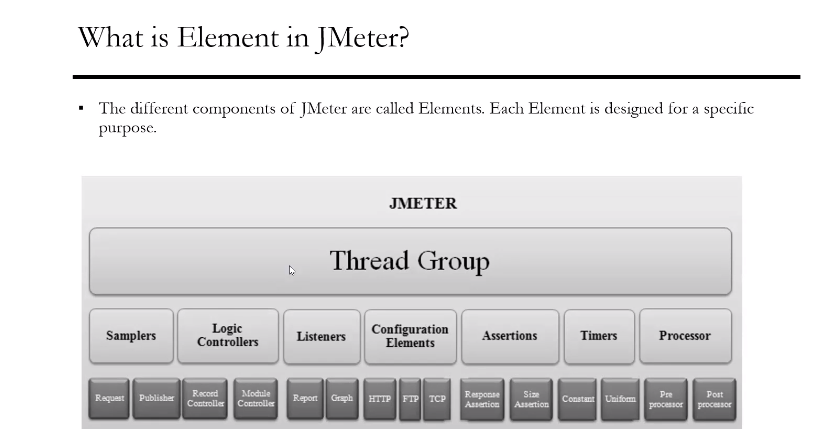 What is Element in JMeter?
▪ The different components of JMeter are called Elements. Each Element is designed for a specific
purpose.
JMETER
Thread Group
Samplers
Logic
Controllers
Listeners
Configuration
Elements
Assertions
Timers
Processor
Request
Publisher
Record
Controller
Module
Controller
Report
Graph
HTTP
FTP
TCP
Response
Assertion
Size
Assertion
Constant
Uniform
Pre
processor
Post
processor